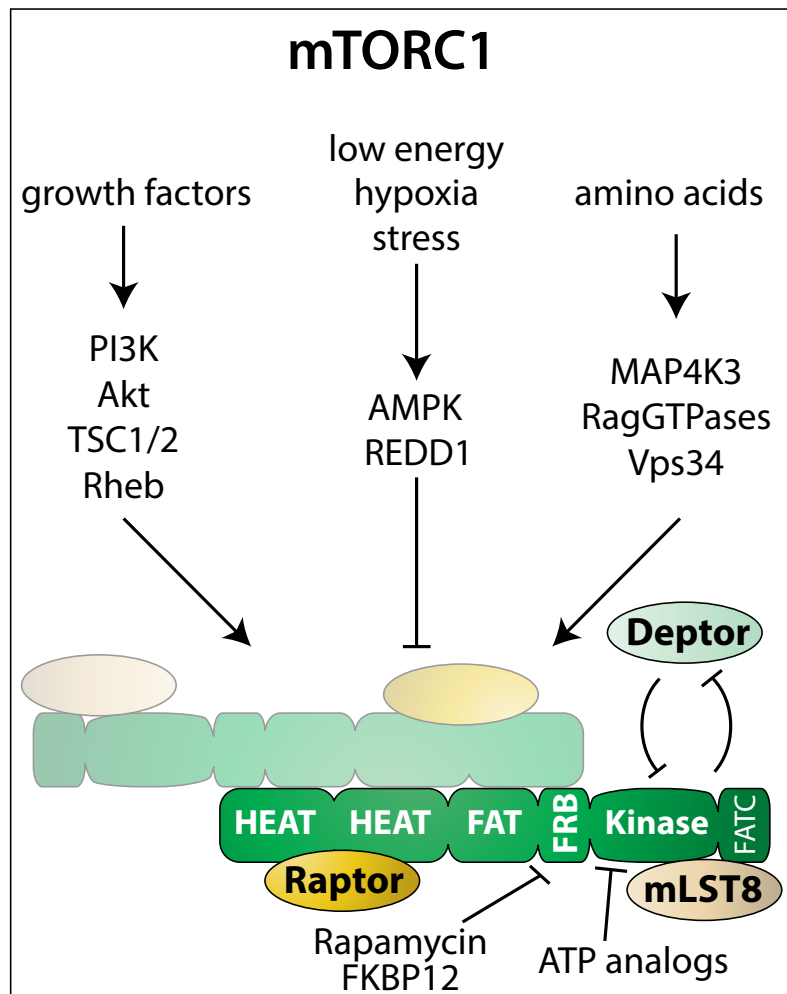 mTORC1
growth factors
low energy
hypoxia
stress
amino acids
PI3K
Akt
TSC1/2
Rheb
AMPK
REDD1
MAP4K3
RagGTPases
Vps34
Deptor
HEAT HEAT FAT FRB Kinase FATC
Raptor
mLST8
Rapamycin
FKBP12
ATP analogs